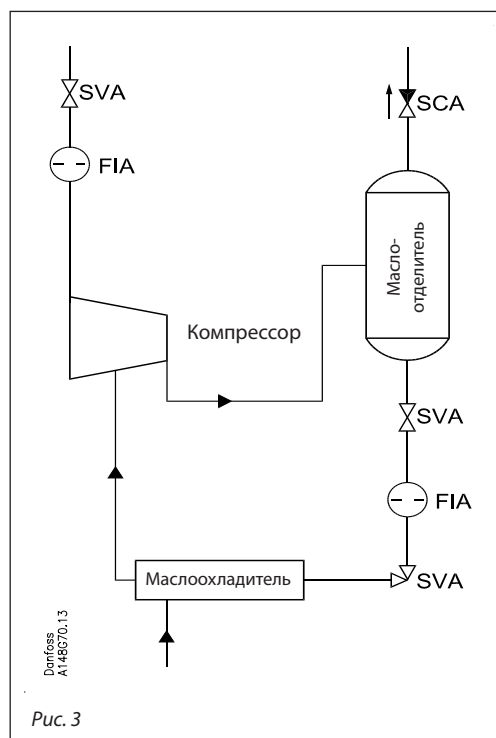 SVA
SCA
FIA
Масло-
отделитель
Компрессор
SVA
FIA
Маслоохладитель
SVA
Danfoss
A148G70.13
Рис. 3